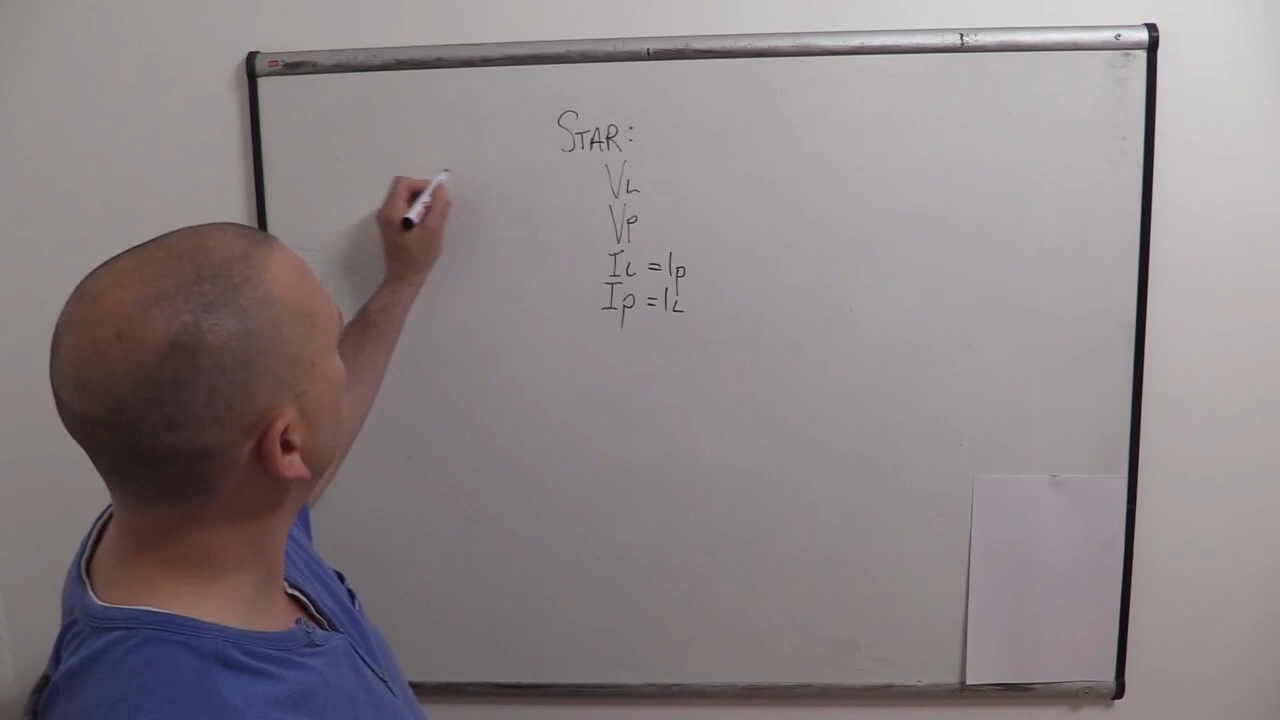 STAR:
VL
VP
IL = IP
IP = IL